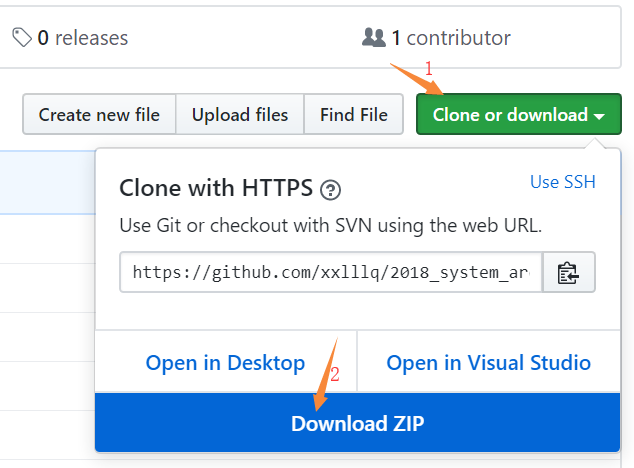 0 releases 1 contributor
1
Create new file Upload files Find File Clone or download
Clone with HTTPS ? Use SSH
Use Git or checkout with SVN using the web URL.
https://github.com/xxlllq/2018_system_ar
Open in Desktop Open in Visual Studio
2
Download ZIP